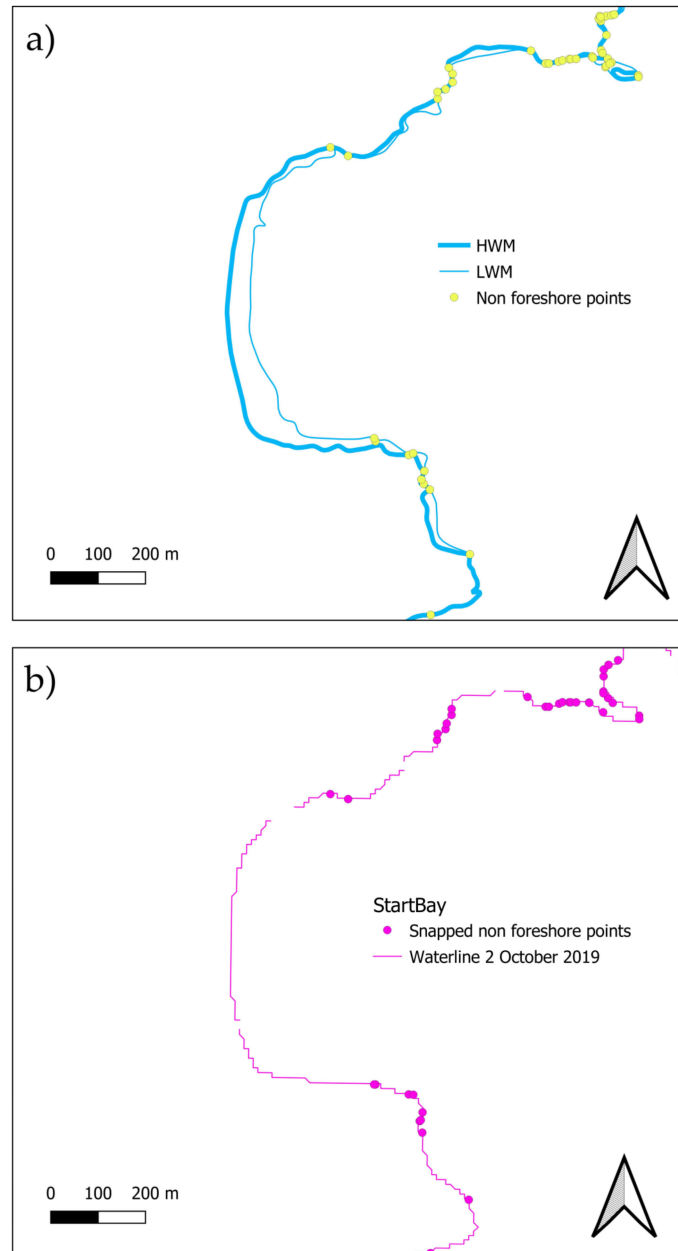 a)
HWM
LWM
Non foreshore points
0 100 200 m
b)
StartBay
Snapped non foreshore points
Waterline 2 October 2019
0 100 200 m